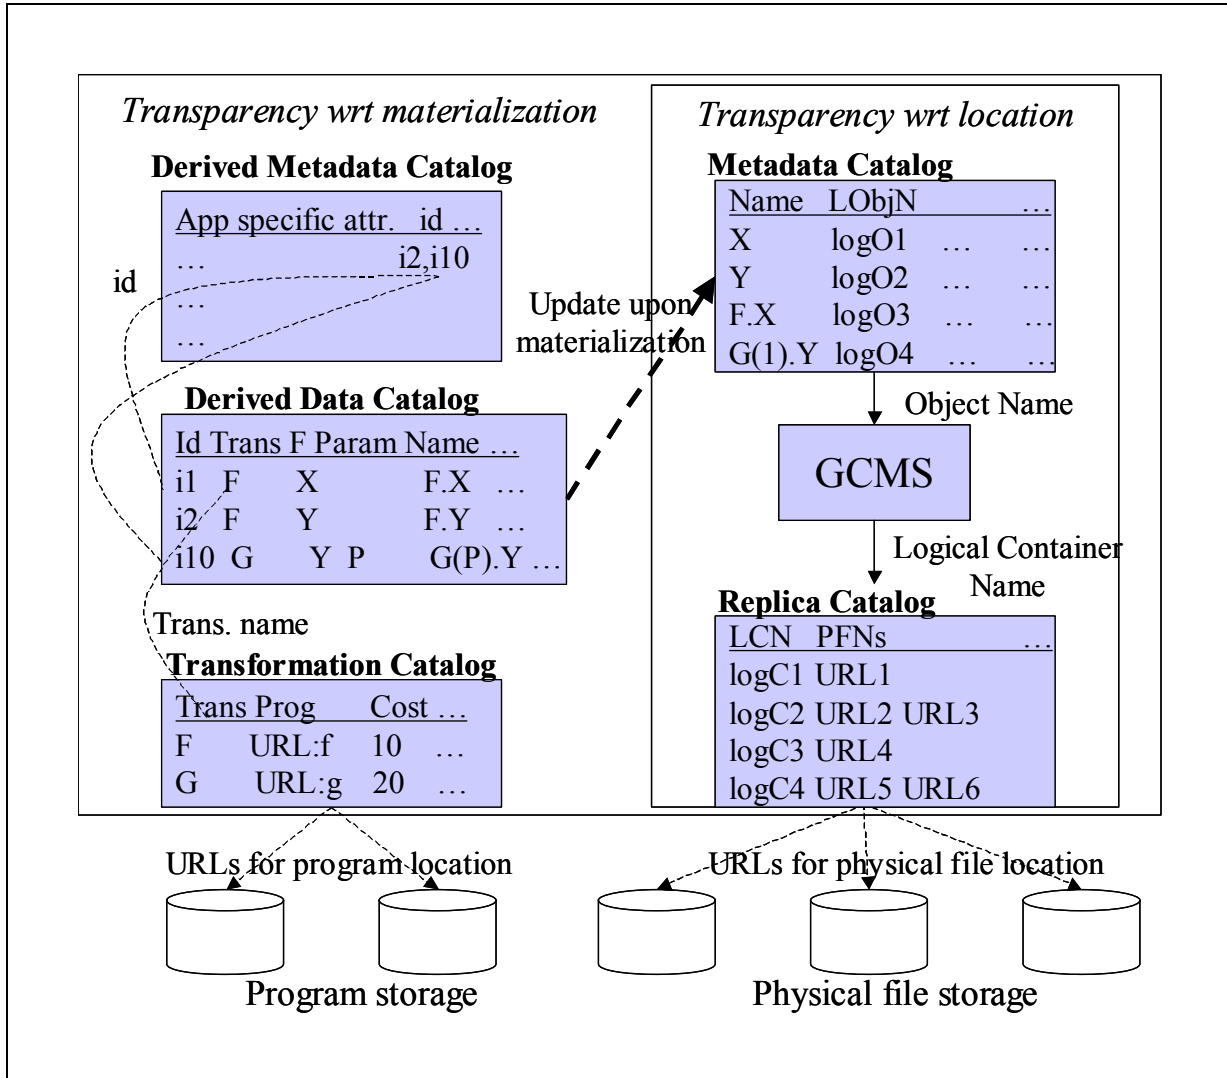 Transparency wrt materialization
Derived Metadata Catalog
App specific attr. id …
… i2,i10
…
…
id
Derived Data Catalog
Id Trans F Param Name …
i1 F X F.X …
i2 F Y F.Y …
i10 G Y P G(P).Y …
Trans. name
Transformation Catalog
Trans Prog Cost …
F URL:f 10 …
G URL:g 20 …
URLs for program location
Program storage
Update upon
materialization
Transparency wrt location
Metadata Catalog
Name LObjN …
X logO1 … …
Y logO2 … …
F.X logO3 … …
G(1).Y logO4 … …
Object Name
GCMS
Logical Container
Name
Replica Catalog
LCN PFNs …
logC1 URL1
logC2 URL2 URL3
logC3 URL4
logC4 URL5 URL6
URLs for physical file location
Physical file storage